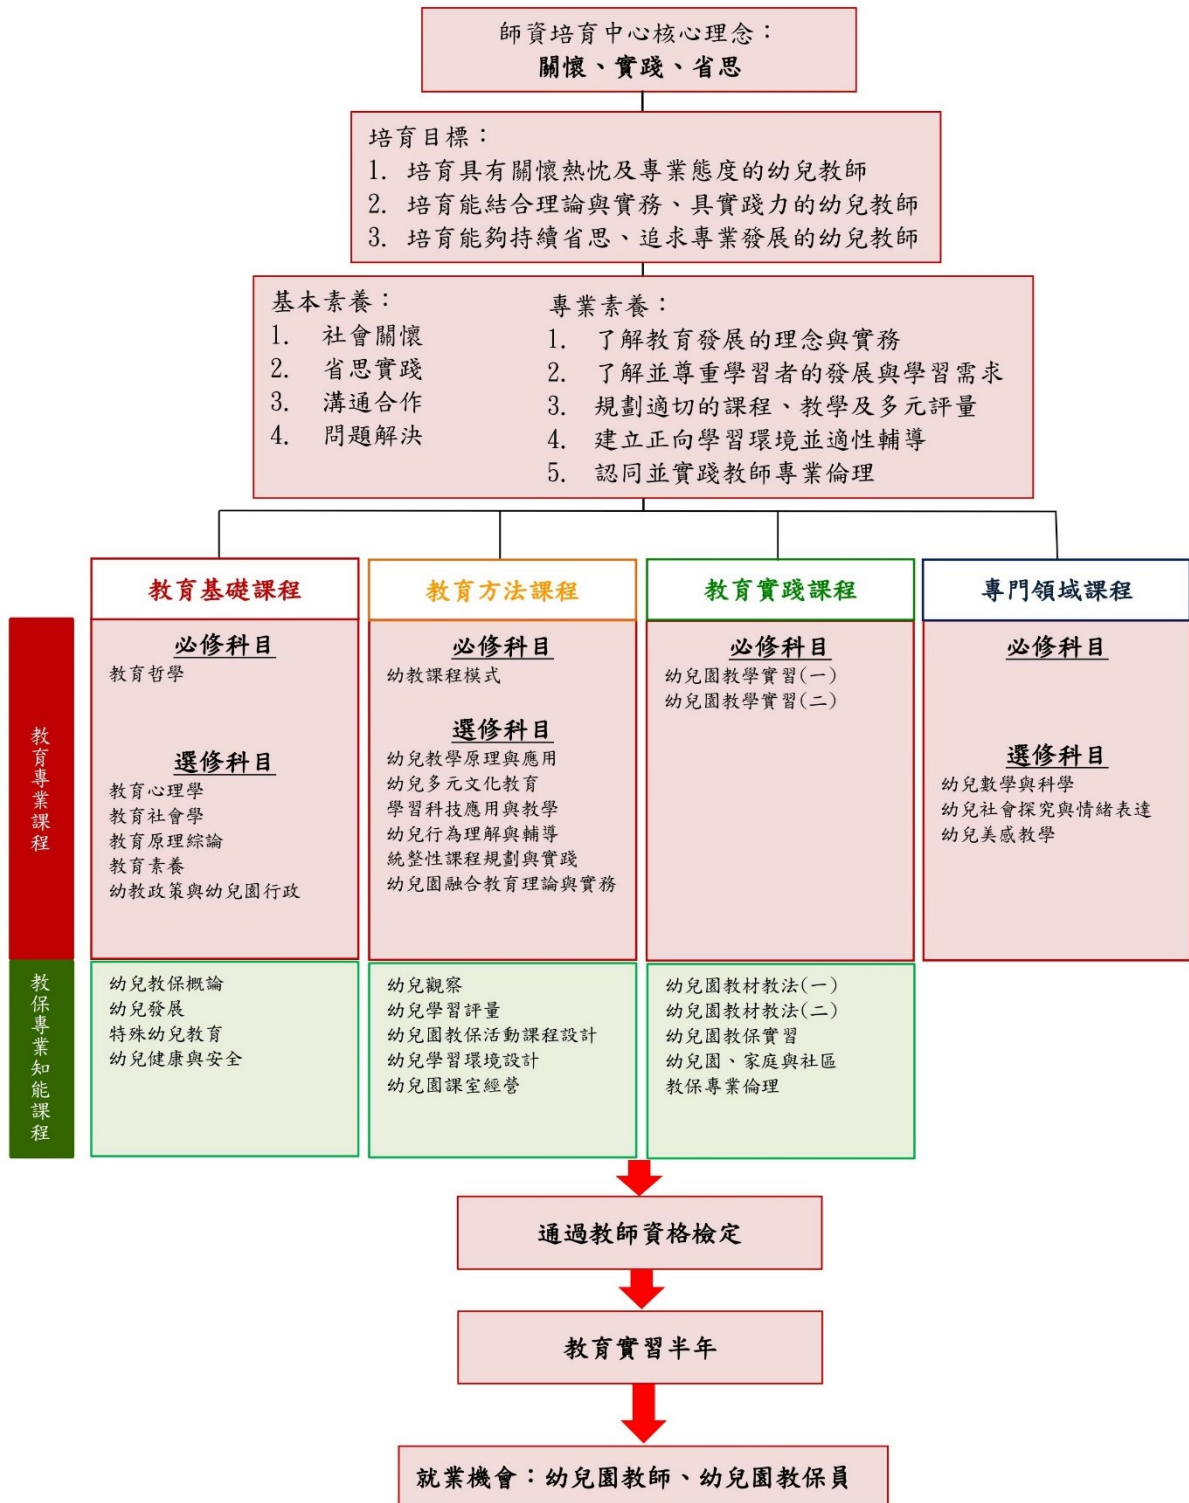 師資培育中心核心理念：
關懷、實踐、省思
培育目標：
1. 培育具有關懷熱忱及專業態度的幼兒教師
2. 培育能結合理論與實務、具實踐力的幼兒教師
3. 培育能夠持續省思、追求專業發展的幼兒教師
基本素養：
1. 社會關懷
2. 省思實踐
3. 溝通合作
4. 問題解決
專業素養：
1. 了解教育發展的理念與實務
2. 了解並尊重學習者的發展與學習需求
3. 規劃適切的課程、教學及多元評量
4. 建立正向學習環境並適性輔導
5. 認同並實踐教師專業倫理
教育專業課程
教育基礎課程
必修科目
教育哲學
選修科目
教育心理學
教育社會學
教育原理綜論
教育素養
幼教政策與幼兒園行政
教育方法課程
必修科目
幼教課程模式
選修科目
幼兒教學原理與應用
幼兒多元文化教育
學習科技應用與教學
幼兒行為理解與輔導
統整性課程規劃與實踐
幼兒園融合教育理論與實務
教育實踐課程
必修科目
幼兒園教學實習(一)
幼兒園教學實習(二)
專門領域課程
必修科目
選修科目
幼兒數學與科學
幼兒社會探究與情緒表達
幼兒美感教學
教保專業知能課程
幼兒教保概論
幼兒發展
特殊幼兒教育
幼兒健康與安全
幼兒觀察
幼兒學習評量
幼兒園教保活動課程設計
幼兒學習環境設計
幼兒園課室經營
幼兒園教材教法(一)
幼兒園教材教法(二)
幼兒園教保實習
幼兒園、家庭與社區
教保專業倫理
通過教師資格檢定
教育實習半年
就業機會：幼兒園教師、幼兒園教保員